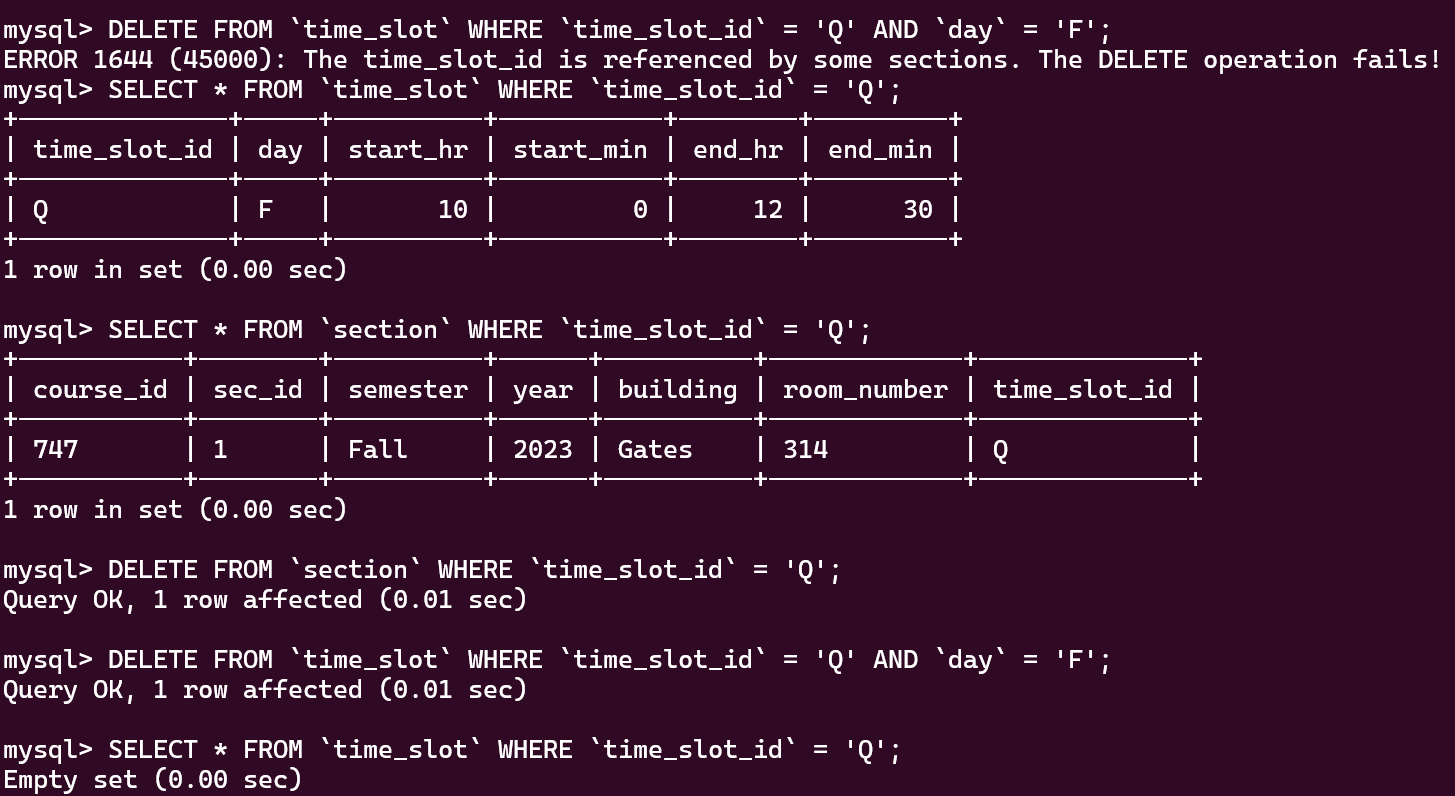 mysql> DELETE FROM `time_slot` WHERE `time_slot_id` = 'Q' AND `day` = 'F';
ERROR 1644 (45000): The time_slot_id is referenced by some sections. The DELETE operation fails!
mysql> SELECT * FROM `time_slot` WHERE `time_slot_id` = 'Q';
+--------------+-----+----------+-----------+--------+---------+
| time_slot_id | day | start_hr | start_min | end_hr | end_min |
+--------------+-----+----------+-----------+--------+---------+
| Q            | F   |       10 |         0 |     12 |      30 |
+--------------+-----+----------+-----------+--------+---------+
1 row in set (0.00 sec)

mysql> SELECT * FROM `section` WHERE `time_slot_id` = 'Q';
+-----------+--------+----------+------+----------+-------------+--------------+
| course_id | sec_id | semester | year | building | room_number | time_slot_id |
+-----------+--------+----------+------+----------+-------------+--------------+
| 747       | 1      | Fall     | 2023 | Gates    | 314         | Q            |
+-----------+--------+----------+------+----------+-------------+--------------+
1 row in set (0.00 sec)

mysql> DELETE FROM `section` WHERE `time_slot_id` = 'Q';
Query OK, 1 row affected (0.01 sec)

mysql> DELETE FROM `time_slot` WHERE `time_slot_id` = 'Q' AND `day` = 'F';
Query OK, 1 row affected (0.01 sec)

mysql> SELECT * FROM `time_slot` WHERE `time_slot_id` = 'Q';
Empty set (0.00 sec)